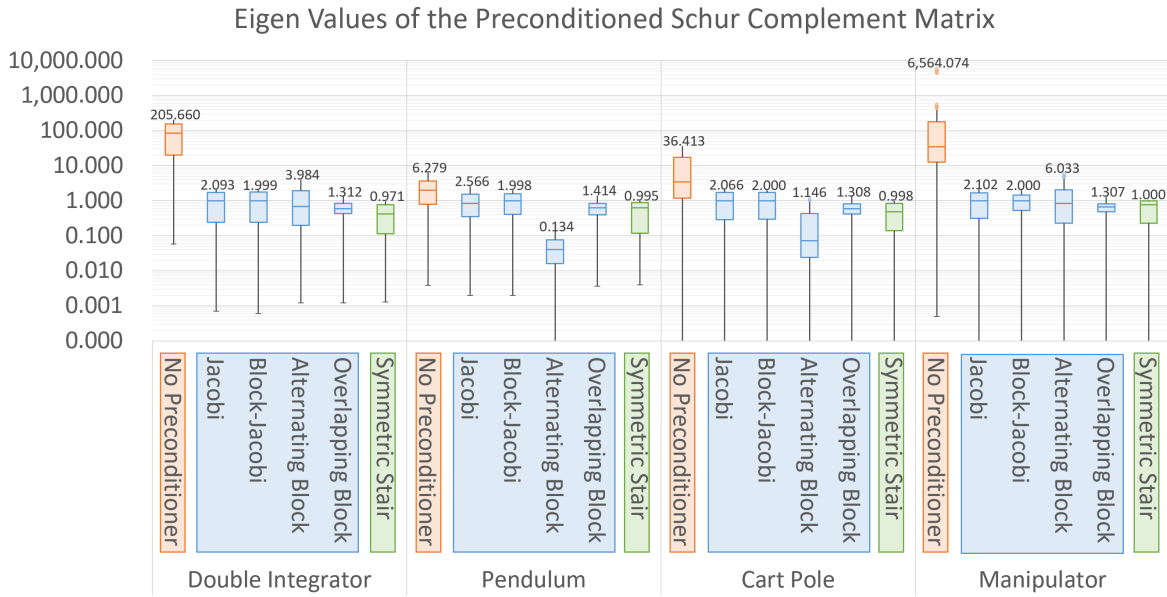 Eigen Values of the Preconditioned Schur Complement Matrix
10,000.000
1,000.000
100.000
10.000
1.000
0.100
0.010
0.001
0.000
205.660
2.093
1.999
3.984
1.312
0.971
6.279
2.566
1.998
0.134
1.414
0.995
36.413
2.066
2.000
1.146
1.308
0.998
6,564.074
2.102
2.000
6.033
1.307
1.000
No Preconditioner
Jacobi
Block-Jacobi
Alternating Block
Overlapping Block
Symmetric Stair
No Preconditioner
Jacobi
Block-Jacobi
Alternating Block
Overlapping Block
Symmetric Stair
No Preconditioner
Jacobi
Block-Jacobi
Alternating Block
Overlapping Block
Symmetric Stair
No Preconditioner
Jacobi
Block-Jacobi
Alternating Block
Overlapping Block
Symmetric Stair
Double Integrator
Pendulum
Cart Pole
Manipulator